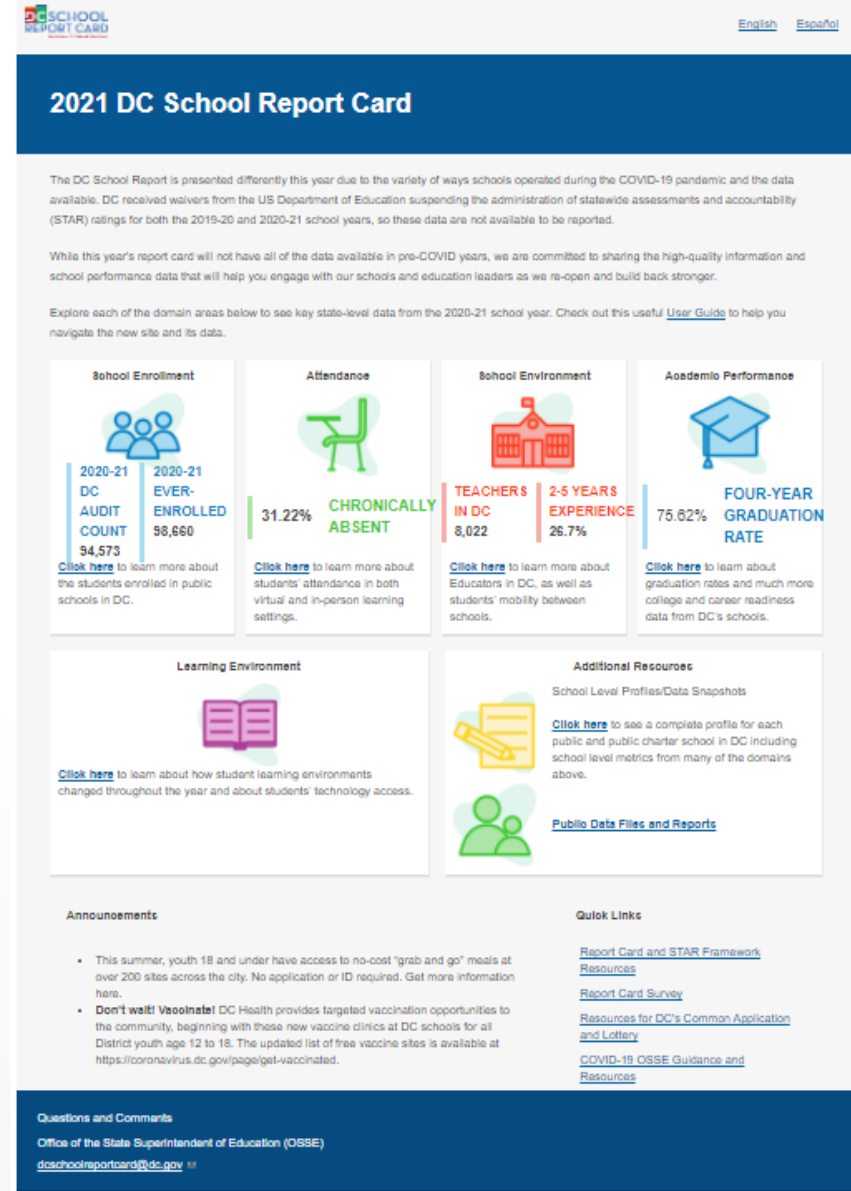 DC SCHOOL
REPORT CARD
English Español
2021 DC School Report Card
The DC School Report is presented differently this year due to the variety of ways schools operated during the COVID-19 pandemic and the data
available. DC received waivers from the US Department of Education suspending the administration of statewide assessments and accountability
(STAR) ratings for both the 2019-20 and 2020-21 school years, so these data are not available to be reported.
While this year's report card will not have all of the data available in pre-COVID years, we are committed to sharing the high-quality information and
school performance data that will help you engage with our schools and education leaders as we re-open and build back stronger.
Explore each of the domain areas below to see key state-level data from the 2020-21 school year. Check out this useful User Guide to help you
navigate the new site and its data.
School Enrollment
2020-21
DC
AUDIT
COUNT
94,573
2020-21
EVER-
ENROLLED
98,660
Click here to learn more about
the students enrolled in public
schools in DC.
Attendance
31.22%
CHRONICALLY
ABSENT
Click here to learn more about
students' attendance in both
virtual and in-person learning
settings.
School Environment
TEACHERS
IN DC
8,022
2-5 YEARS
EXPERIENCE
26.7%
Click here to learn more about
Educators in DC, as well as
students' mobility between
schools.
Academic Performance
75.62%
FOUR-YEAR
GRADUATION
RATE
Click here to learn about
graduation rates and much more
college and career readiness
data from DC's schools.
Learning Environment
Click here to learn about how student learning environments
changed throughout the year and about students' technology access.
Additional Resources
School Level Profiles/Data Snapshots
Click here to see a complete profile for each
public and public charter school in DC including
school level metrics from many of the domains
above.
Public Data Files and Reports
Announcements
• This summer, youth 18 and under have access to no-cost "grab and go" meals at
over 200 sites across the city. No application or ID required. Get more information
here.
• Don't wait! Vaccinate! DC Health provides targeted vaccination opportunities to
the community, beginning with these new vaccine clinics at DC schools for all
District youth age 12 to 18. The updated list of free vaccine sites is available at
https://coronavirus.dc.gov/page/get-vaccinated.
Quick Links
Report Card and STAR Framework
Resources
Report Card Survey
Resources for DC's Common Application
and Lottery
COVID-19 OSSE Guidance and
Resources
Questions and Comments
Office of the State Superintendent of Education (OSSE)
dcschoolreportcard@dc.gov